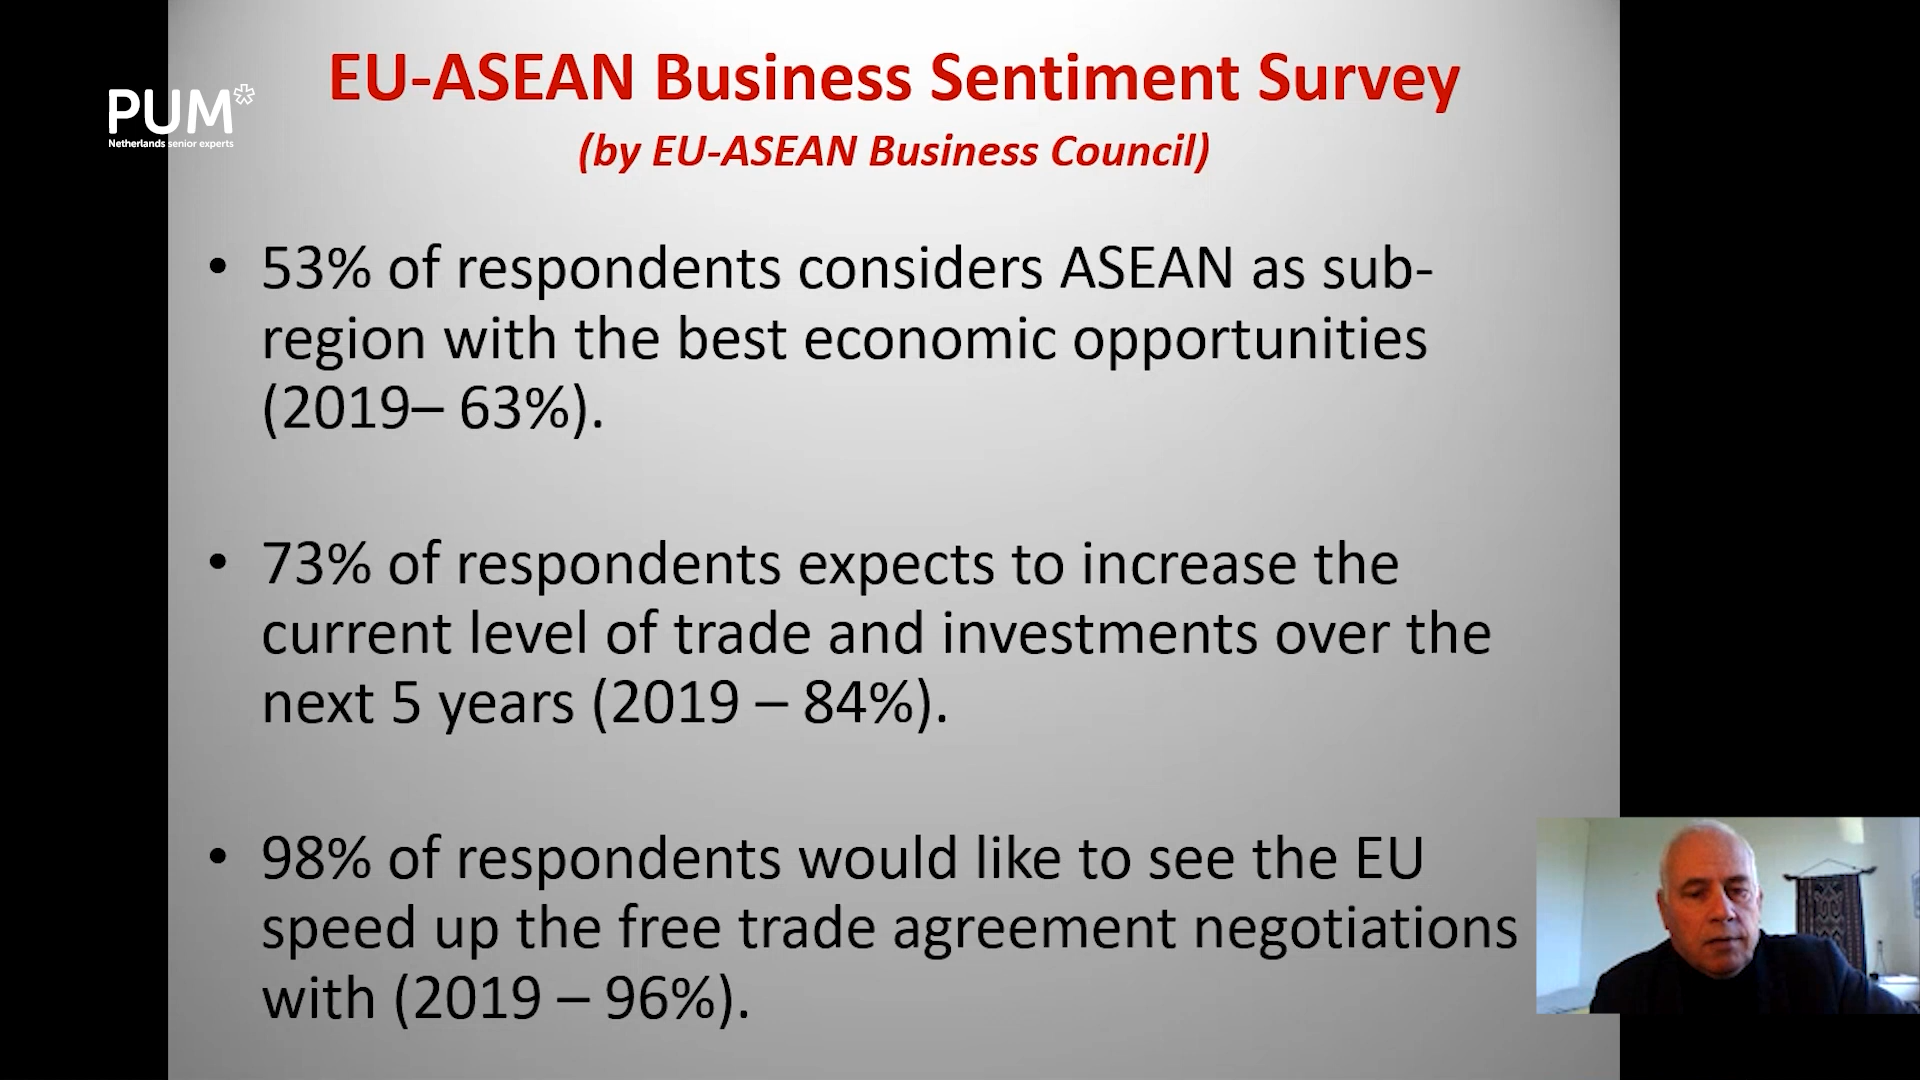 EU-ASEAN Business Sentiment Survey
(by EU-ASEAN Business Council)
PUM
Netherlands senior experts
• 53% of respondents considers ASEAN as sub-
region with the best economic opportunities
(2019– 63%).
• 73% of respondents expects to increase the
current level of trade and investments over the
next 5 years (2019 – 84%).
• 98% of respondents would like to see the EU
speed up the free trade agreement negotiations
with (2019 – 96%).